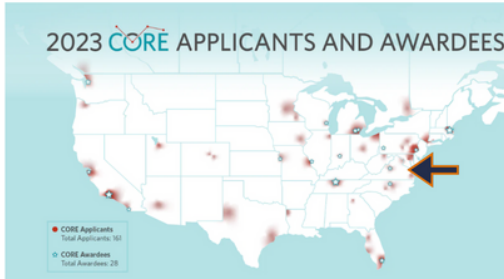 2023 CORE APPLICANTS AND AWARDEES
CORE Applicants
Total Applicants: 161
CORE Awardees
Total Awardees: 28